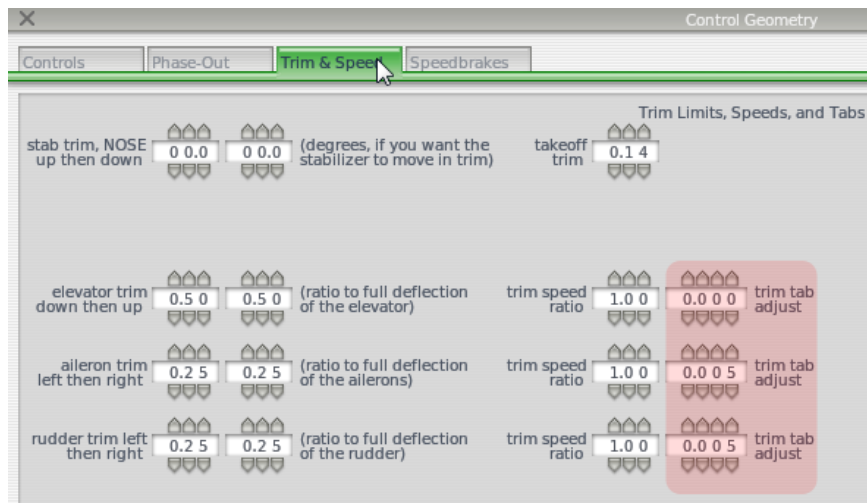 Control Geometry
Controls Phase-Out Trim & Speed Speedbrakes
Trim Limits, Speeds, and Tabs
stab trim, NOSE
up then down
0 0.0 0 0.0
(degrees, if you want the
stabilizer to move in trim)
takeoff
trim
0.1 4
elevator trim
down then up
0.5 0 0.5 0
(ratio to full deflection
of the elevator)
trim speed
ratio
1.0 0 0.0 0 0
trim tab
adjust
aileron trim
left then right
0.2 5 0.2 5
(ratio to full deflection
of the ailerons)
trim speed
ratio
1.0 0 0.0 0 5
trim tab
adjust
rudder trim left
then right
0.2 5 0.2 5
(ratio to full deflection
of the rudder)
trim speed
ratio
1.0 0 0.0 0 5
trim tab
adjust